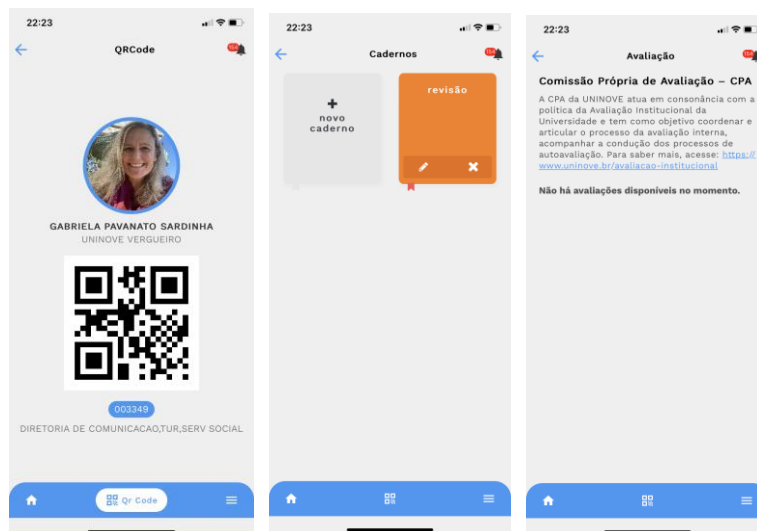 22:23
QRCode
GABRIELA PAVANATO SARDINHA
UNINOVE VERGUEIRO
003349
DIRETORIA DE COMUNICACAO,TUR,SERV SOCIAL
Qr Code
22:23
Cadernos
+
novo
caderno
revisão
22:23
Avaliação
Comissão Própria de Avaliação – CPA
A CPA da UNINOVE atua em consonância com a
política da Avaliação Institucional da
Universidade e tem como objetivo coordenar e
articular o processo da avaliação interna,
acompanhar a condução dos processos de
autoavaliação. Para saber mais, acesse: https://
www.uninove.br/avaliacao-institucional
Não há avaliações disponíveis no momento.